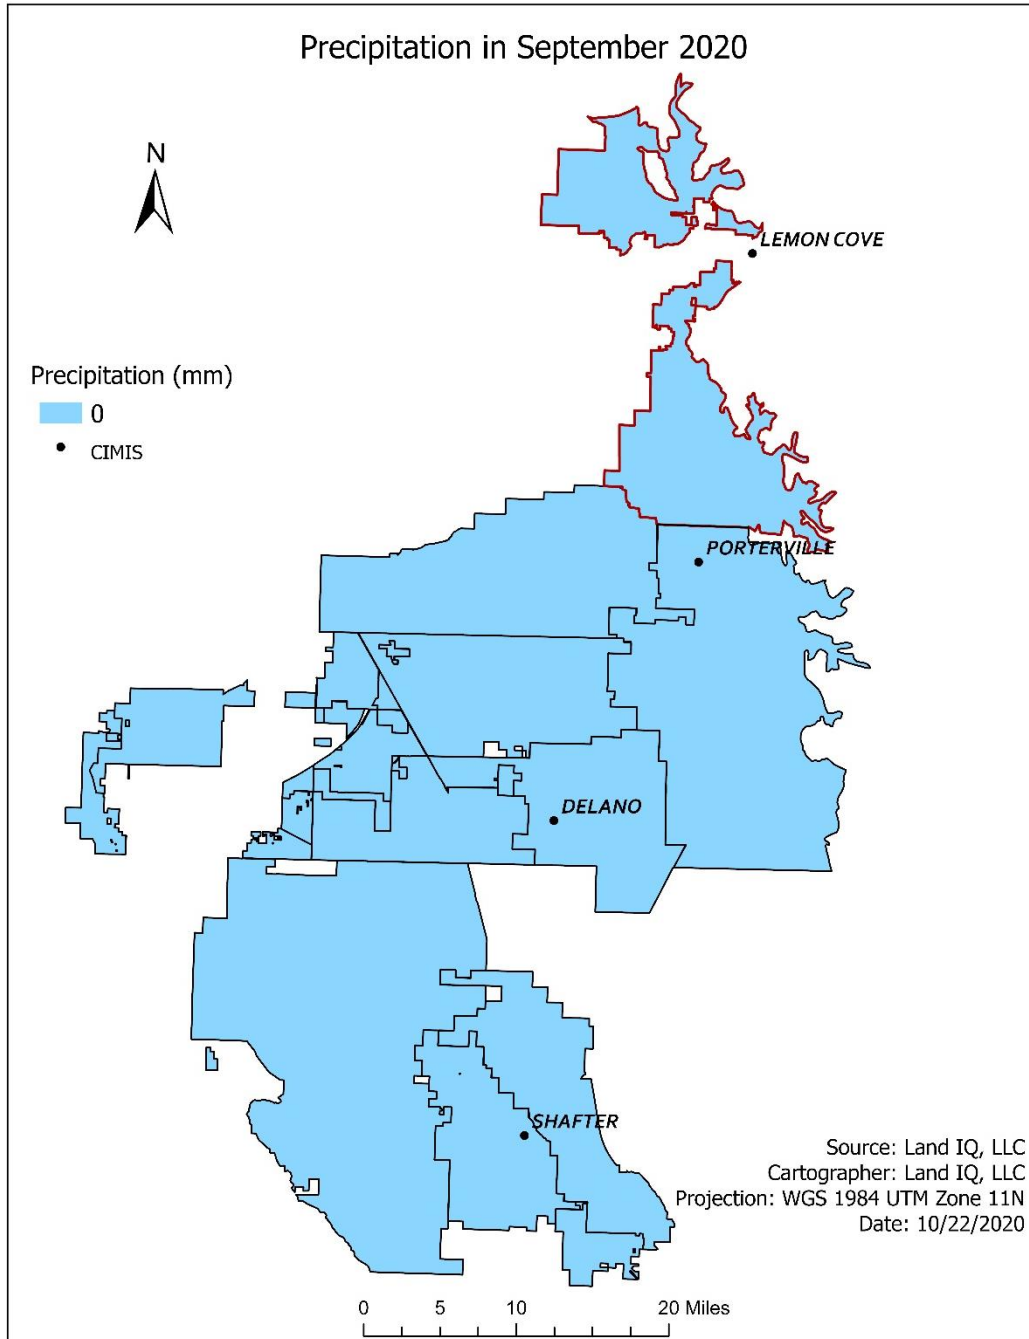 Precipitation in September 2020
N
LEMON COVE
Precipitation (mm)
0
CIMIS
PORTERVILLE
DELANO
SHAFTER
Source: Land IQ, LLC
Cartographer: Land IQ, LLC
Projection: WGS 1984 UTM Zone 11N
Date: 10/22/2020
0 5 10 20 Miles